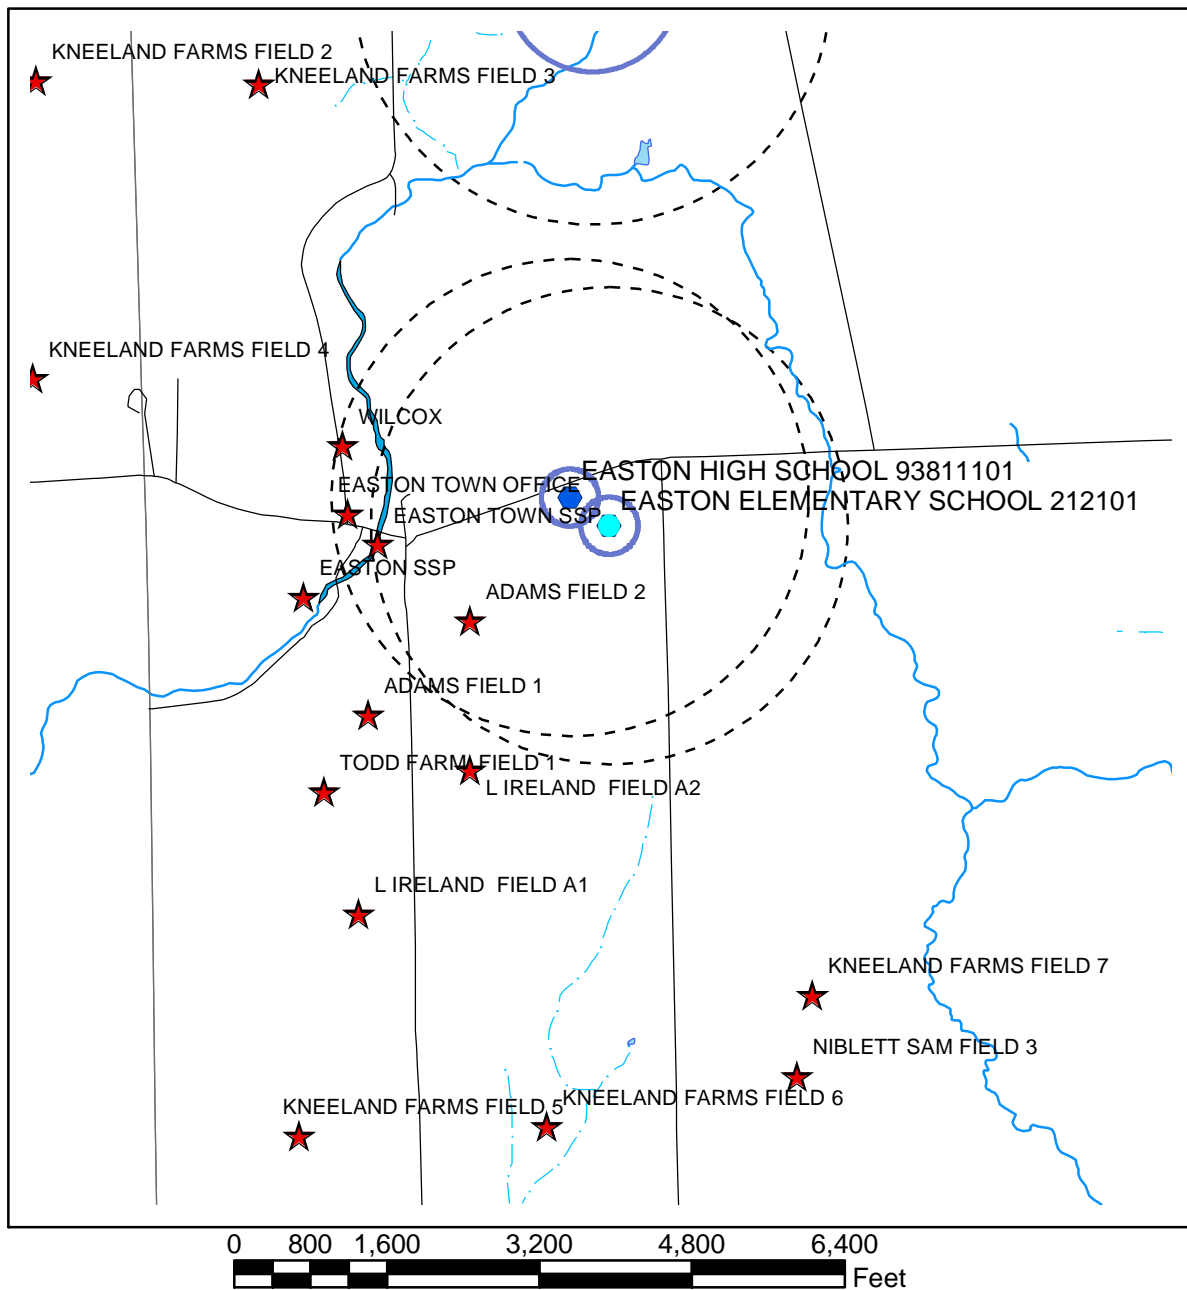 KNEELAND FARMS FIELD 2
KNEELAND FARMS FIELD 3
KNEELAND FARMS FIELD 4
WILCOX
EASTON HIGH SCHOOL 93811101
EASTON TOWN OFFICE
EASTON ELEMENTARY SCHOOL 212101
EASTON TOWN SSP
EASTON SSP
ADAMS FIELD 2
ADAMS FIELD 1
TODD FARM FIELD 1
L IRELAND  FIELD A2
L IRELAND  FIELD A1
KNEELAND FARMS FIELD 7
NIBLETT SAM FIELD 3
KNEELAND FARMS FIELD 6
KNEELAND FARMS FIELD 5
0 800 1,600 3,200 4,800 6,400
Feet